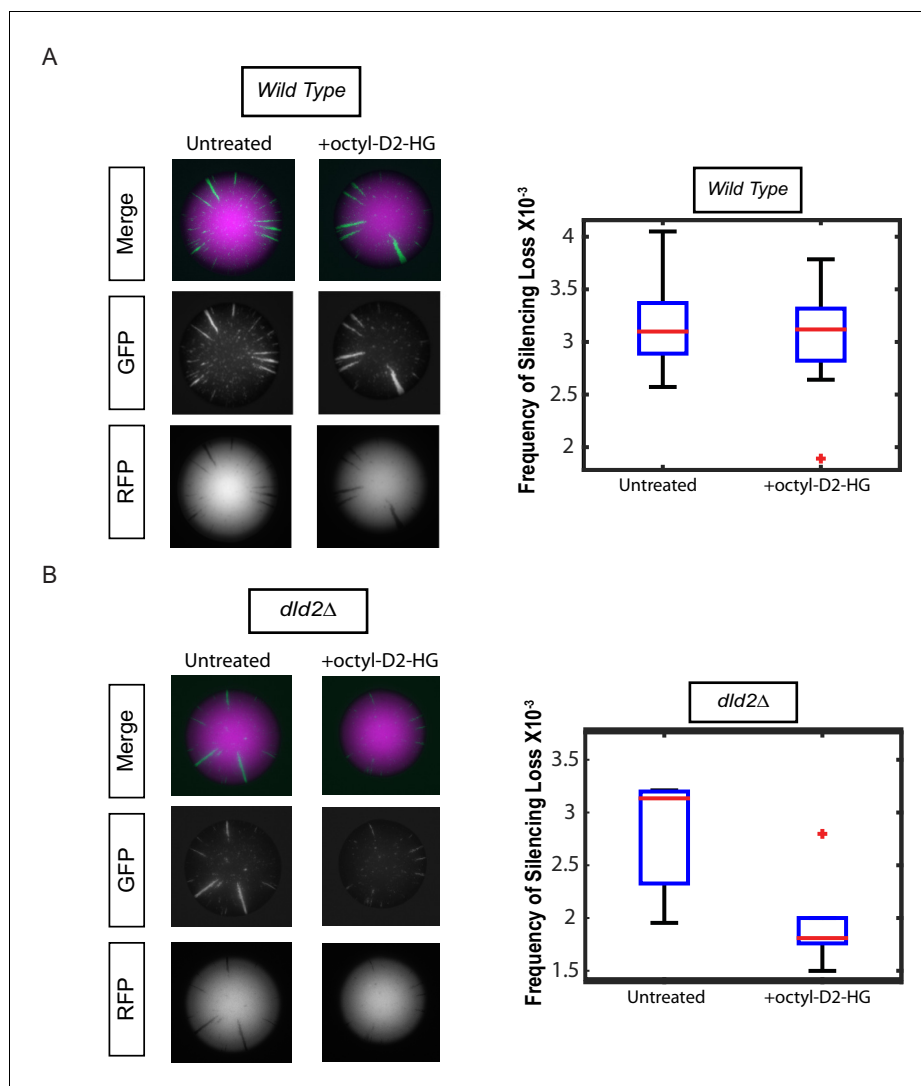 A
Wild Type
Untreated
+octyl-D2-HG
Merge
GFP
RFP
Wild Type
Frequency of Silencing Loss X10-3
4
3.5
3
2.5
2
Untreated
+octyl-D2-HG
B
dld2Δ
Untreated
+octyl-D2-HG
Merge
GFP
RFP
dld2Δ
Frequency of Silencing Loss X10-3
3.5
3
2.5
2
1.5
Untreated
+octyl-D2-HG